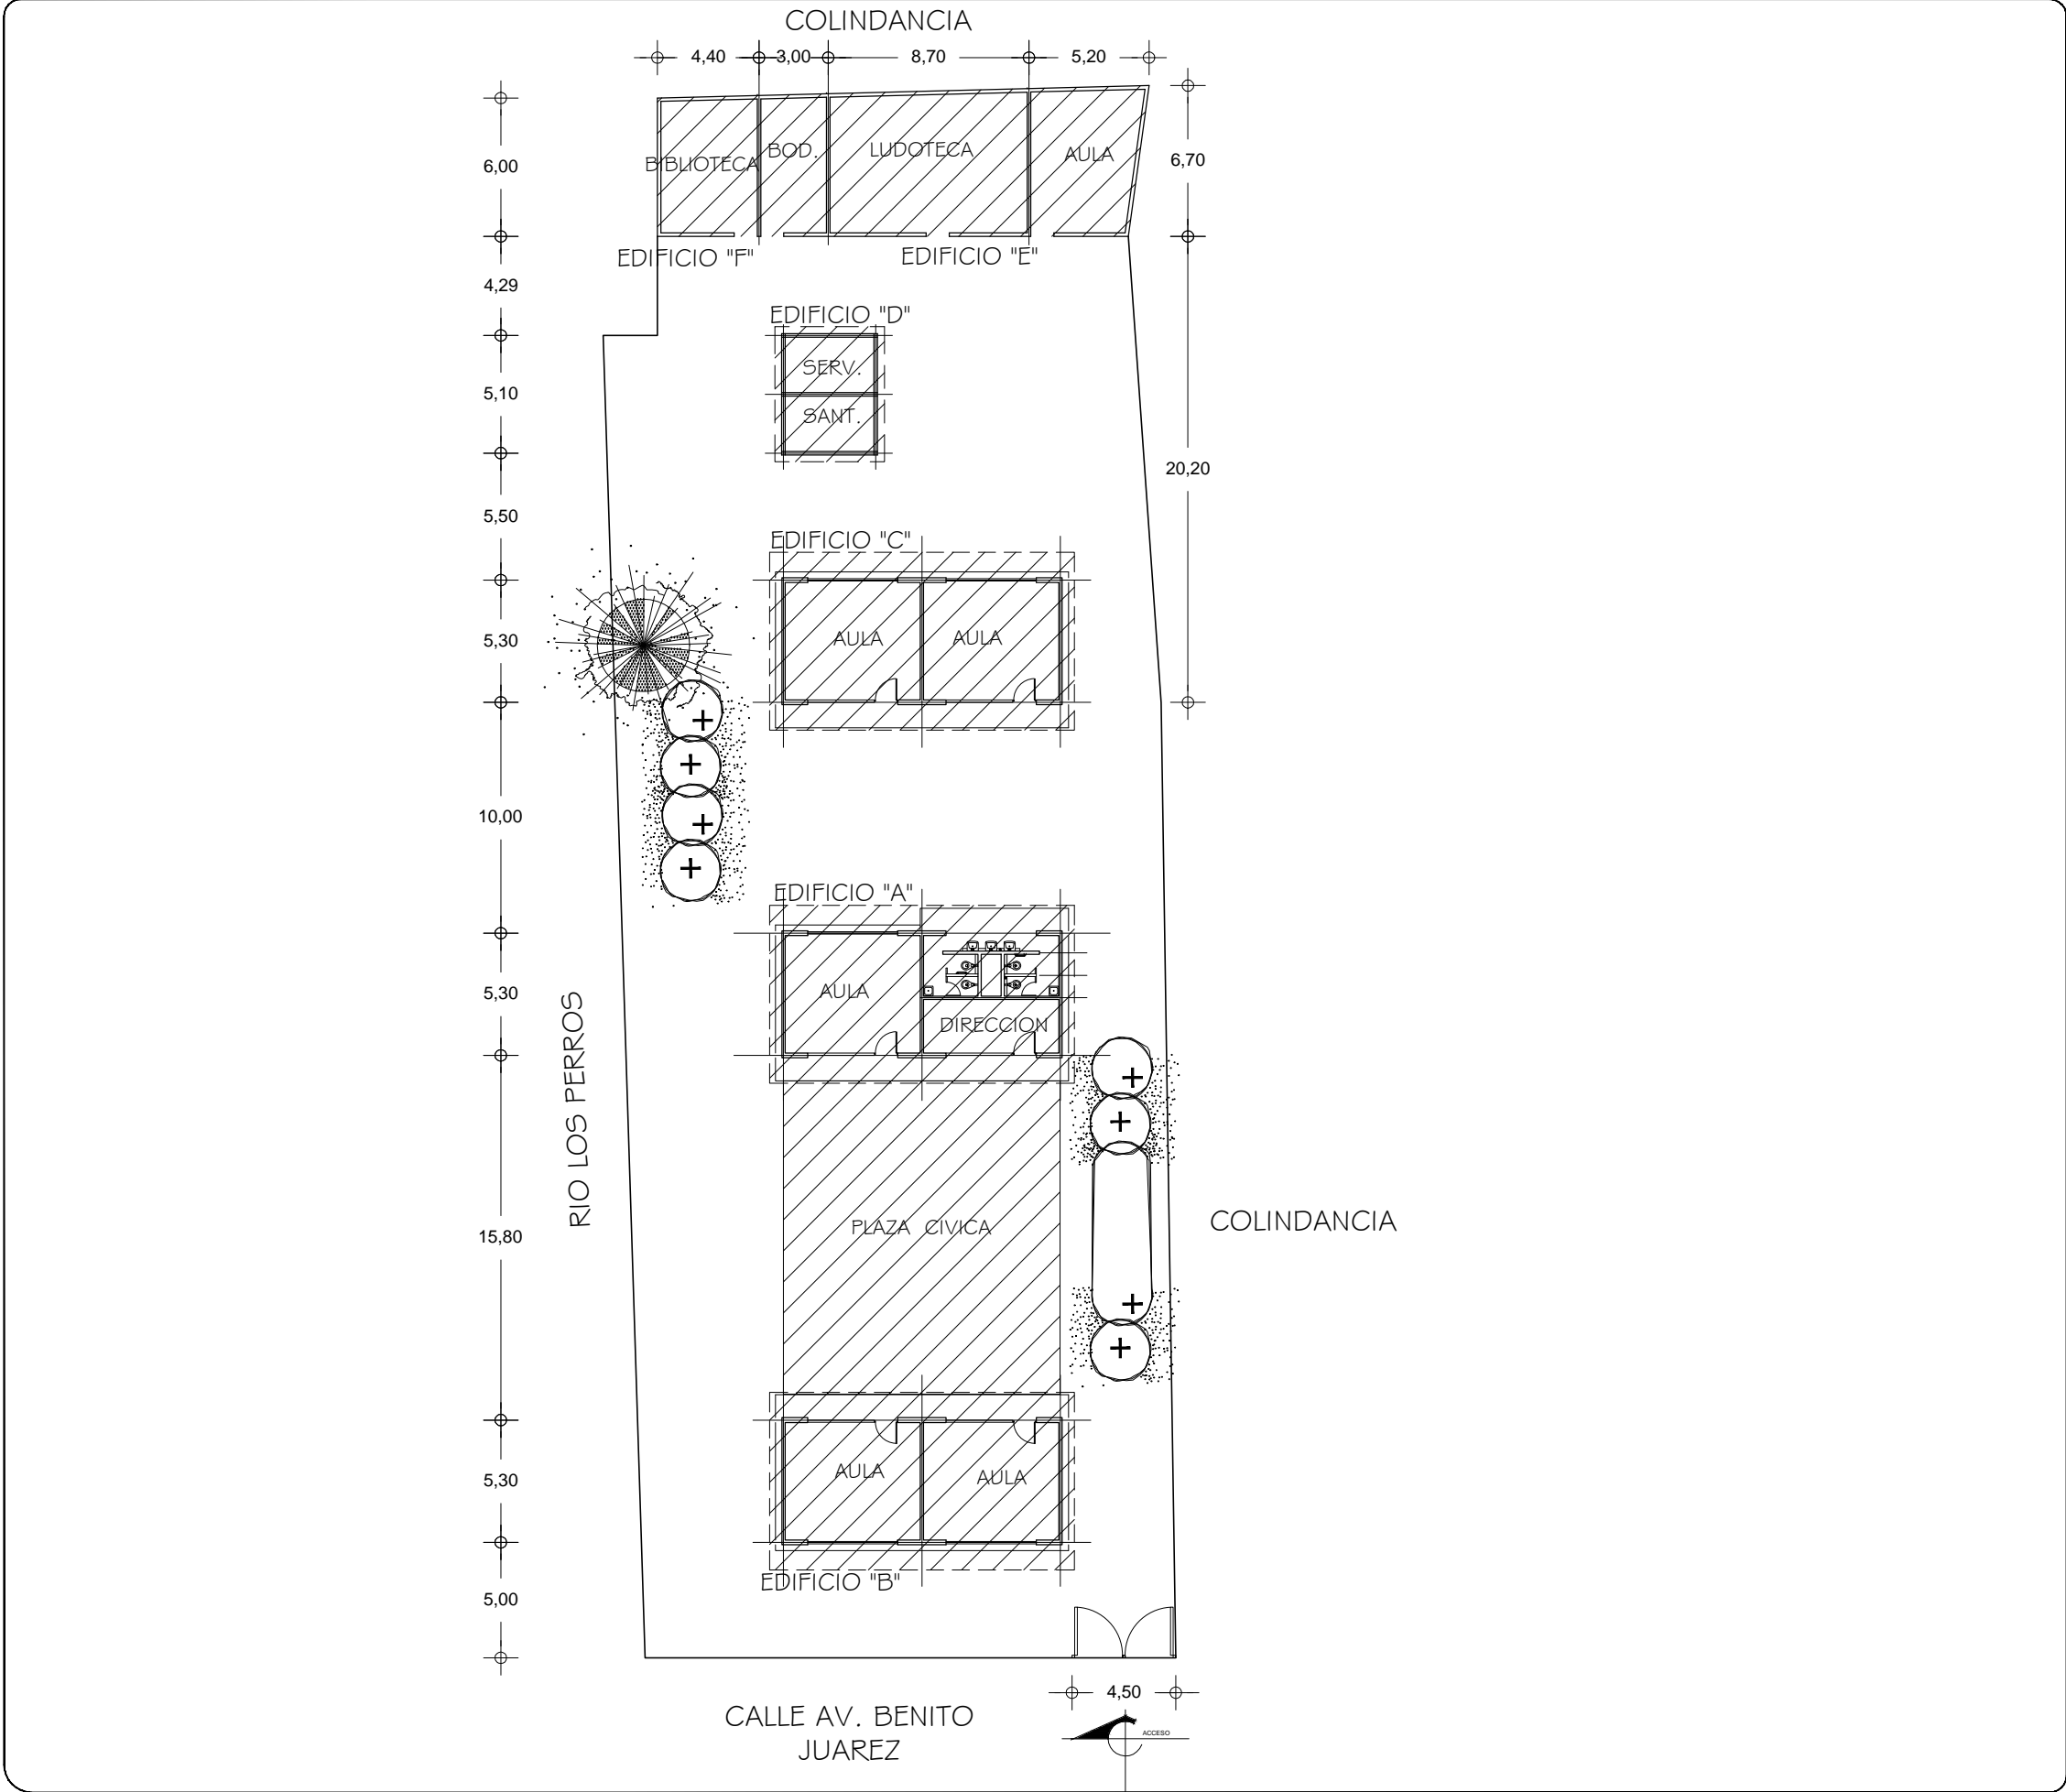 COLINDANCIA
4,40 3,00 8,70 5,20
BIBLIOTECA BOD. LUDOTECA AULA
6,00
6,70
EDIFICIO "F" EDIFICIO "E"
4,29
EDIFICIO "D"
SERV.
5,10
SANT.
20,20
5,50
EDIFICIO "C"
5,30
AULA AULA
10,00
EDIFICIO "A"
AULA
5,30
DIRECCION
RIO LOS PERROS
PLAZA CIVICA
COLINDANCIA
15,80
AULA AULA
5,30
EDIFICIO "B"
5,00
4,50
CALLE AV. BENITO
JUAREZ
ACCESO